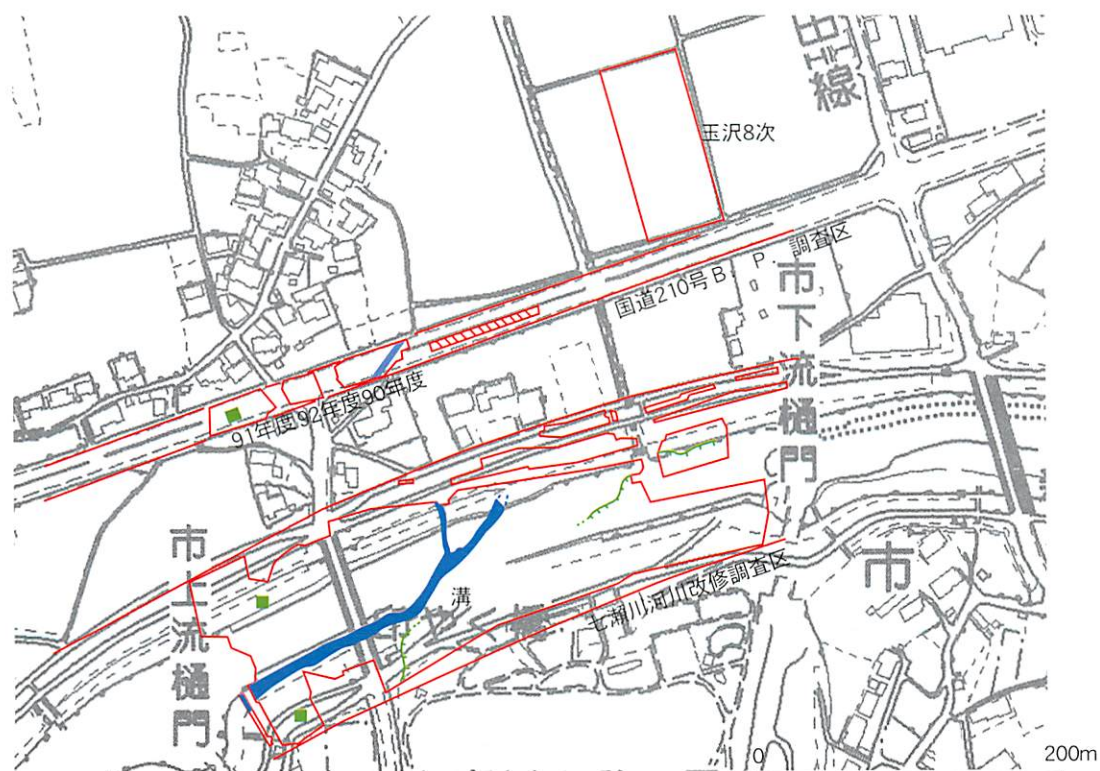 田線
玉沢8次
国道210号B.P.調査区
市下流樋門
91年度92年度90年度
市上流樋門
溝
七瀬川河川改修調査区
市
0
200m